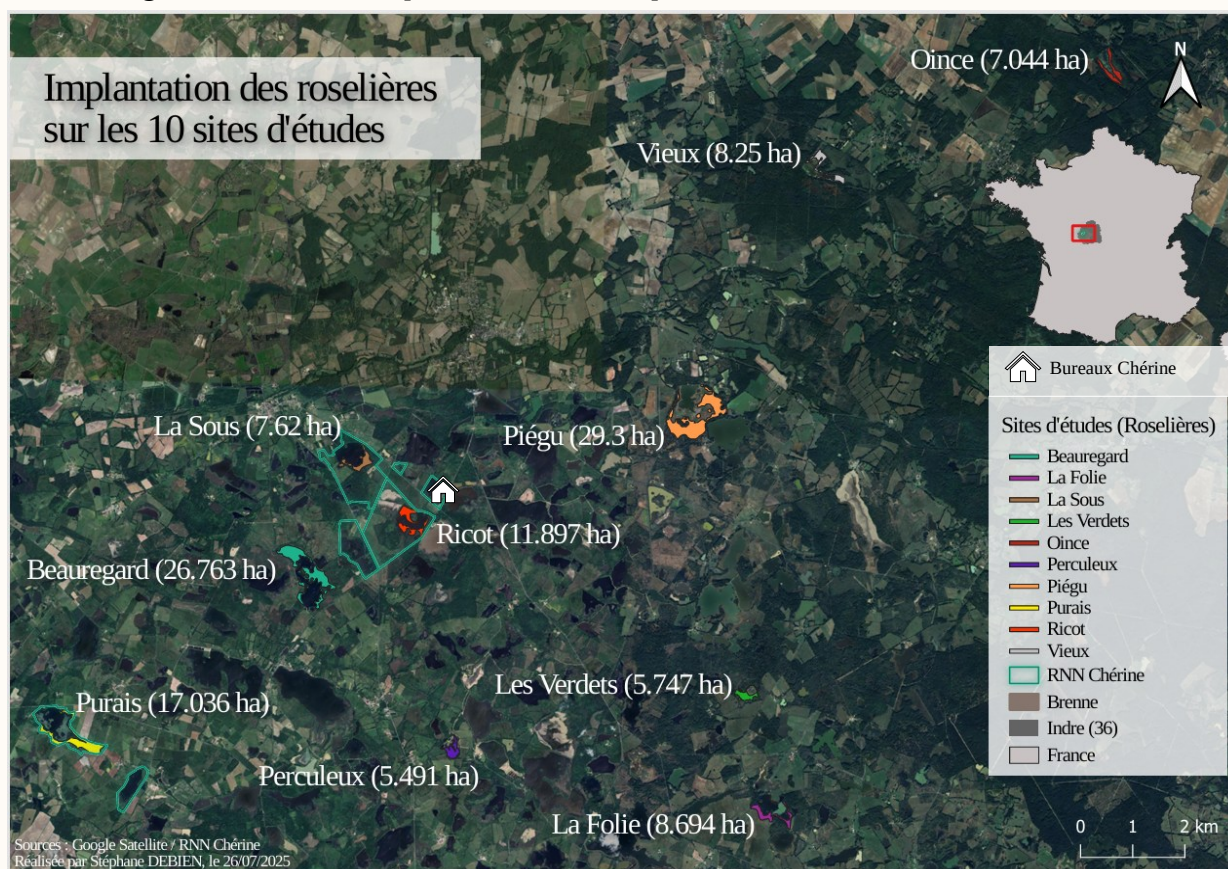 Implantation des roselières
sur les 10 sites d'études
Oince (7.044 ha)
N
Vieux (8.25 ha)
Bureaux Chérine
La Sous (7.62 ha)
Piégu (29.3 ha)
Sites d'études (Roselières)
Beauregard
La Folie
La Sous
Les Verdets
Oince
Perculeux
Piégu
Purais
Ricot
Vieux
RNN Chérine
Brenne
Indre (36)
France
Ricot (11.897 ha)
Beauregard (26.763 ha)
Les Verdets (5.747 ha)
Purais (17.036 ha)
Perculeux (5.491 ha)
La Folie (8.694 ha)
0 1 2 km
Sources : Google Satellite / RNN Chérine
Réalisée par Stéphane DEBIEN, le 26/07/2025